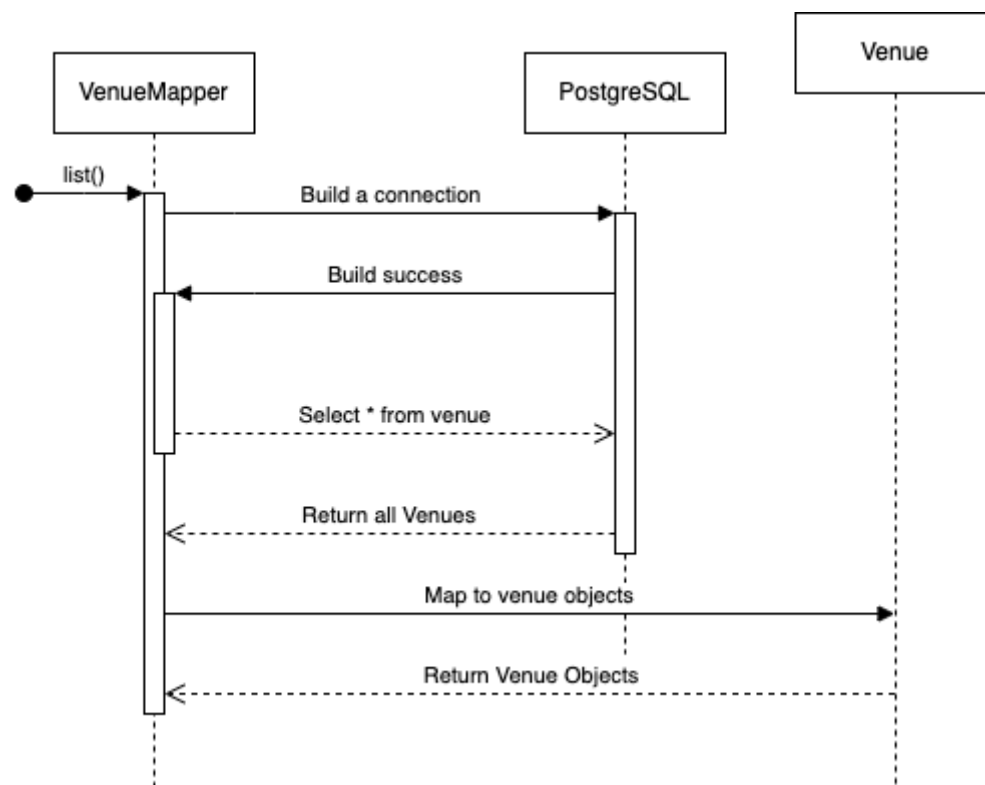 Venue
VenueMapper
PostgreSQL
list()
Build a connection
Build success
Select * from venue
Return all Venues
Map to venue objects
Return Venue Objects